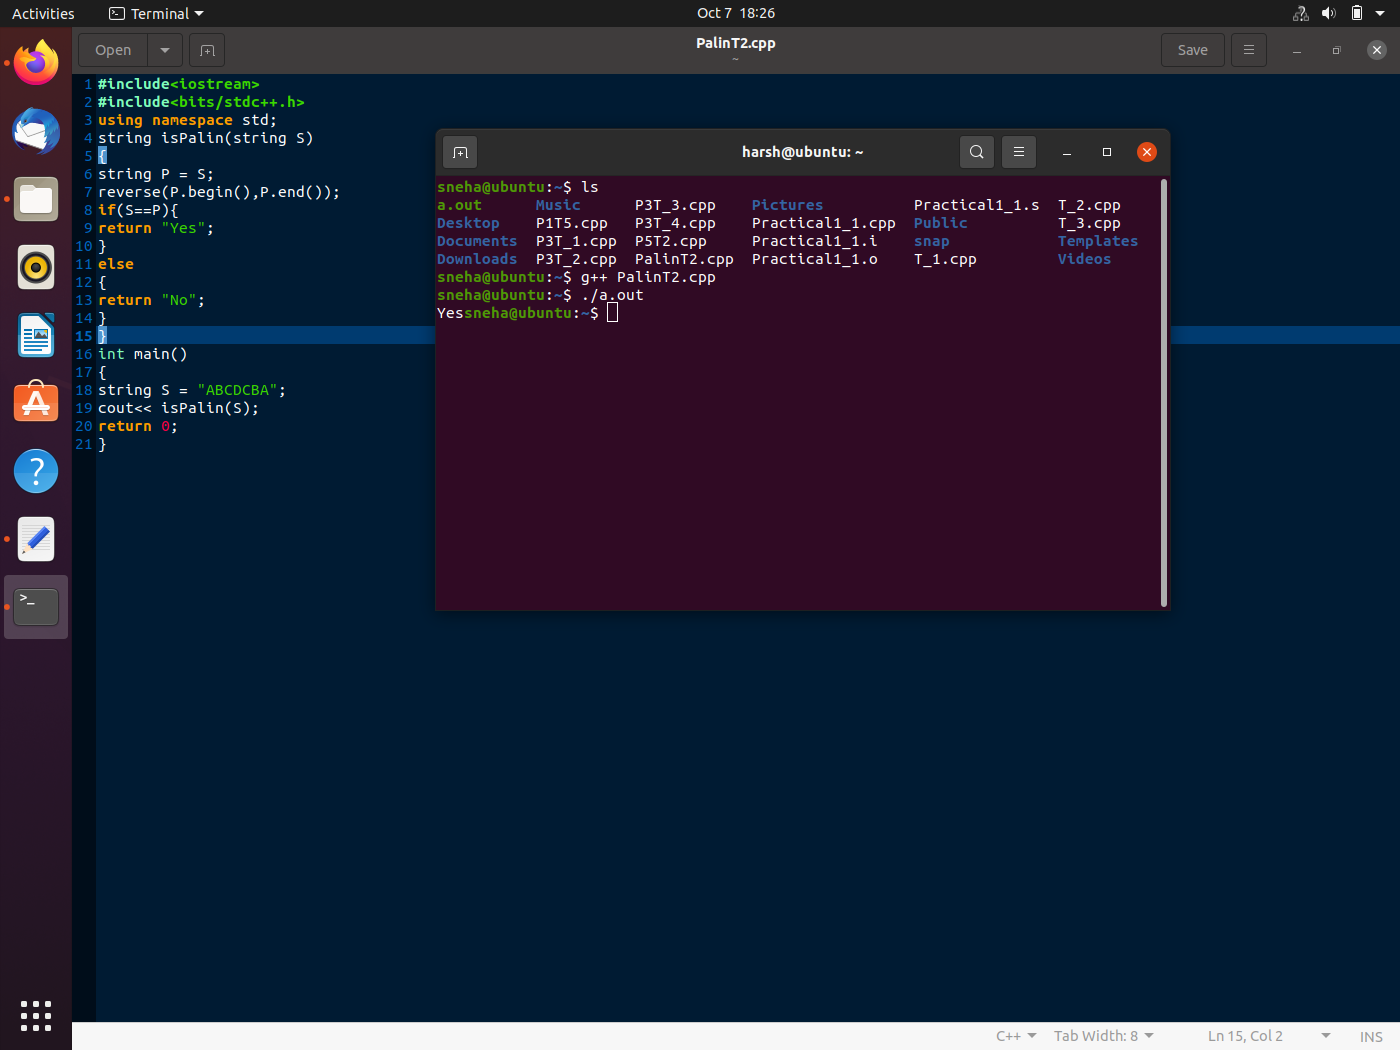 Activities Terminal Oct 7 18:26
Open PalinT2.cpp Save
~
1 #include<iostream>
2 #include<bits/stdc++.h>
3 using namespace std;
4 string isPalin(string S)
5 {
6 string P = S;
7 reverse(P.begin(),P.end());
8 if(S==P){
9 return "Yes";
10 }
11 else
12 {
13 return "No";
14 }
15 }
16 int main()
17 {
18 string S = "ABCDCBA";
19 cout<< isPalin(S);
20 return 0;
21 }
harsh@ubuntu: ~
sneha@ubuntu:~$ ls
a.out Music P3T_3.cpp Pictures Practical1_1.s T_2.cpp
Desktop P1T5.cpp P3T_4.cpp Practical1_1.cpp Public T_3.cpp
Documents P3T_1.cpp P5T2.cpp Practical1_1.i snap Templates
Downloads P3T_2.cpp PalinT2.cpp Practical1_1.o T_1.cpp Videos
sneha@ubuntu:~$ g++ PalinT2.cpp
sneha@ubuntu:~$ ./a.out
Yessneha@ubuntu:~$
C++ Tab Width: 8 Ln 15, Col 2 INS